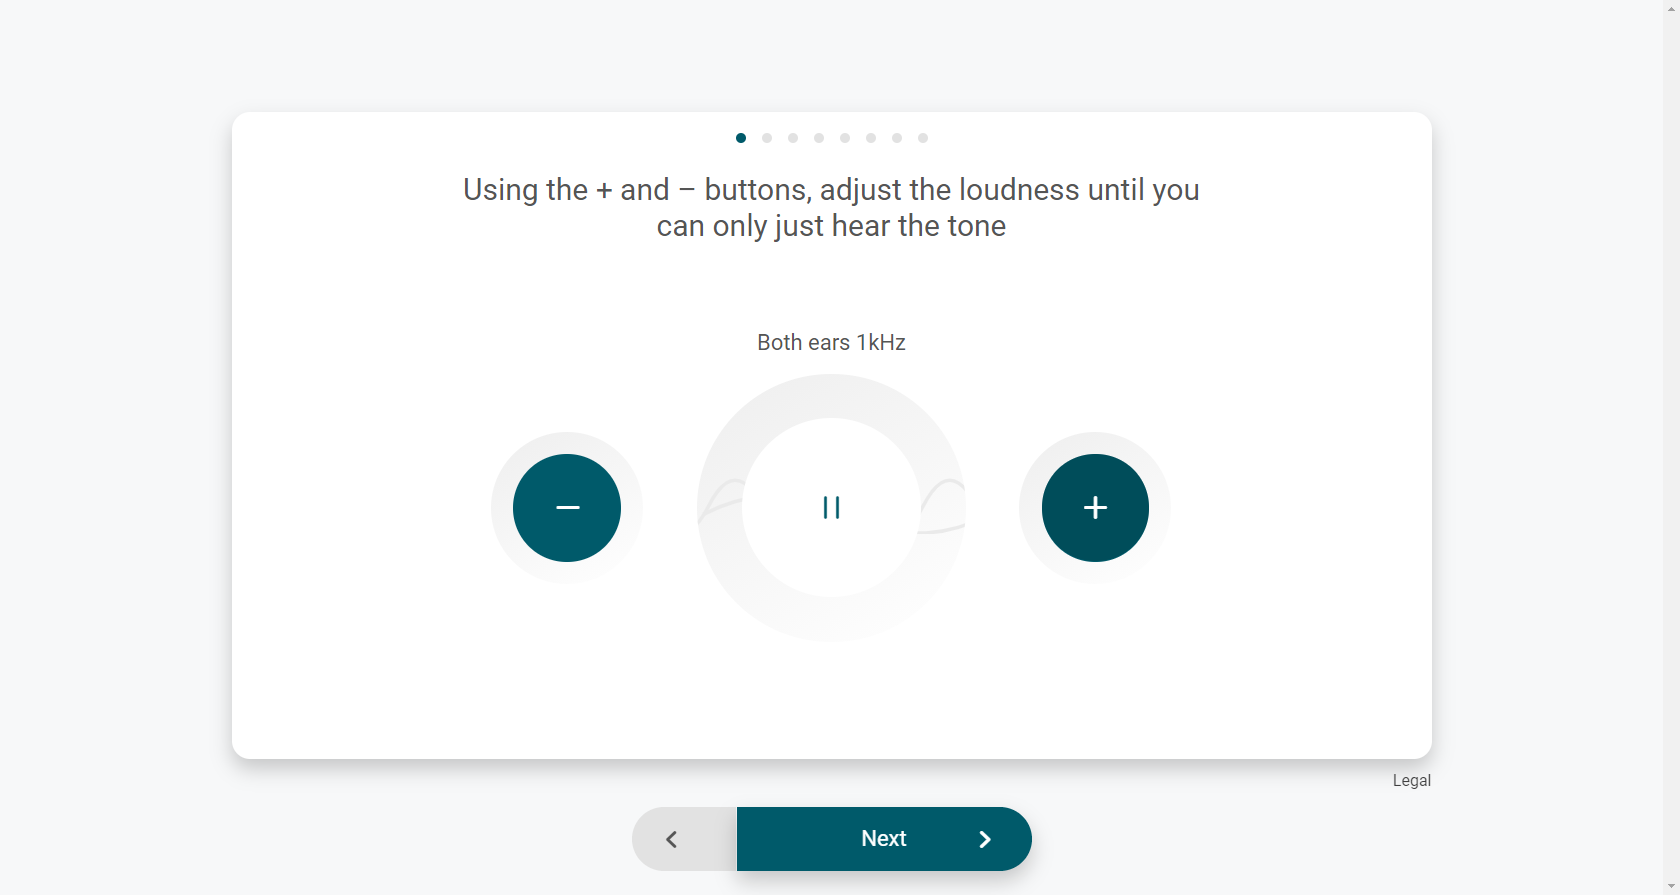 Using the + and – buttons, adjust the loudness until you
can only just hear the tone
Both ears 1kHz
Legal
Next